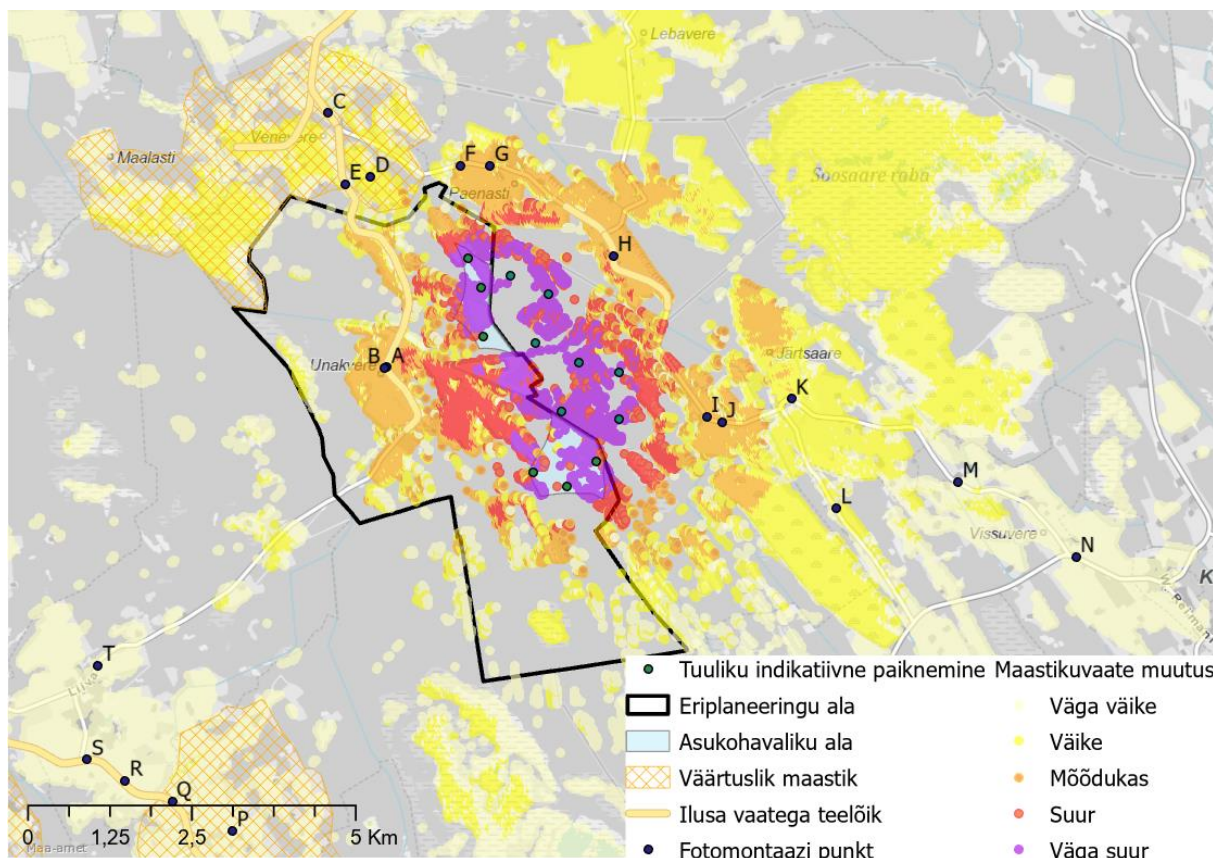 Lebavere
C
Venevere
Maalasti
D
E
F
G
Paenasti
Soosaare raba
H
B A
Unakvere
Järtsaare
K
I
J
M
L
Vissuvere
N
K
T
S
R
Q
P
0 1,25 2,5 5 Km
Maa-amet
Tuuliku indikatiivne paiknemine Maastikuvaate muutus
Eriplaneeringu ala Väga väike
Asukohavaliku ala Väike
Väärtuslik maastik Mõõdukas
Ilusa vaatega teelõik Suur
Fotomontaazi punkt Väga suur